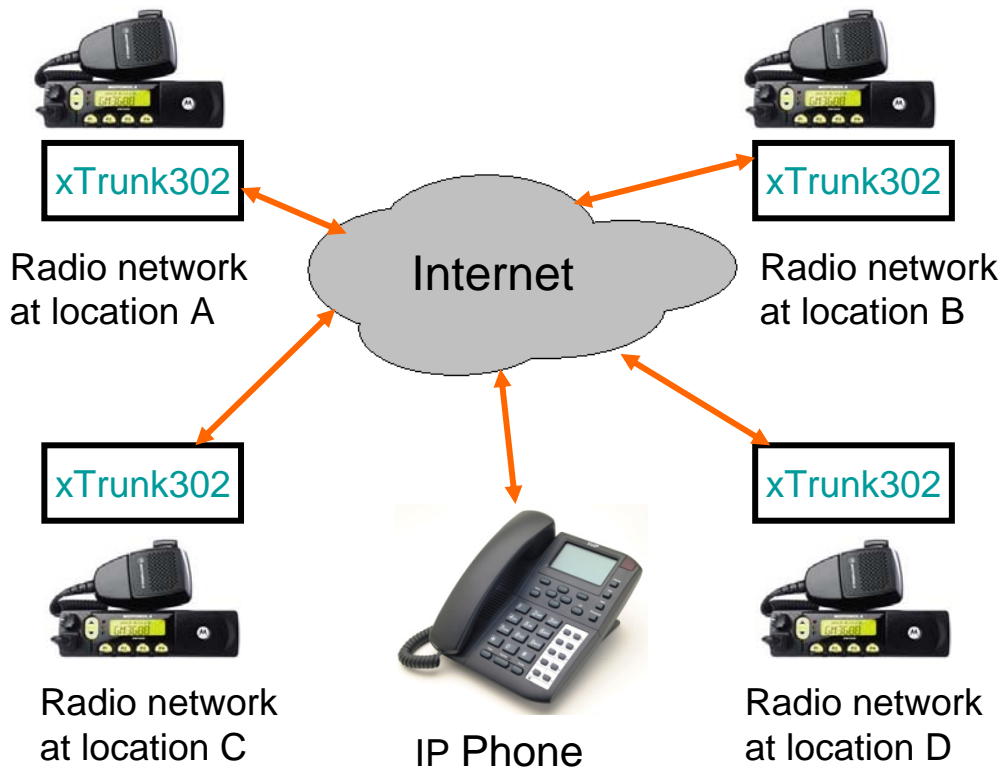 xTrunk302
xTrunk302
Radio network
at location A
Internet
Radio network
at location B
xTrunk302
xTrunk302
Radio network
at location C
IP Phone
Radio network
at location D